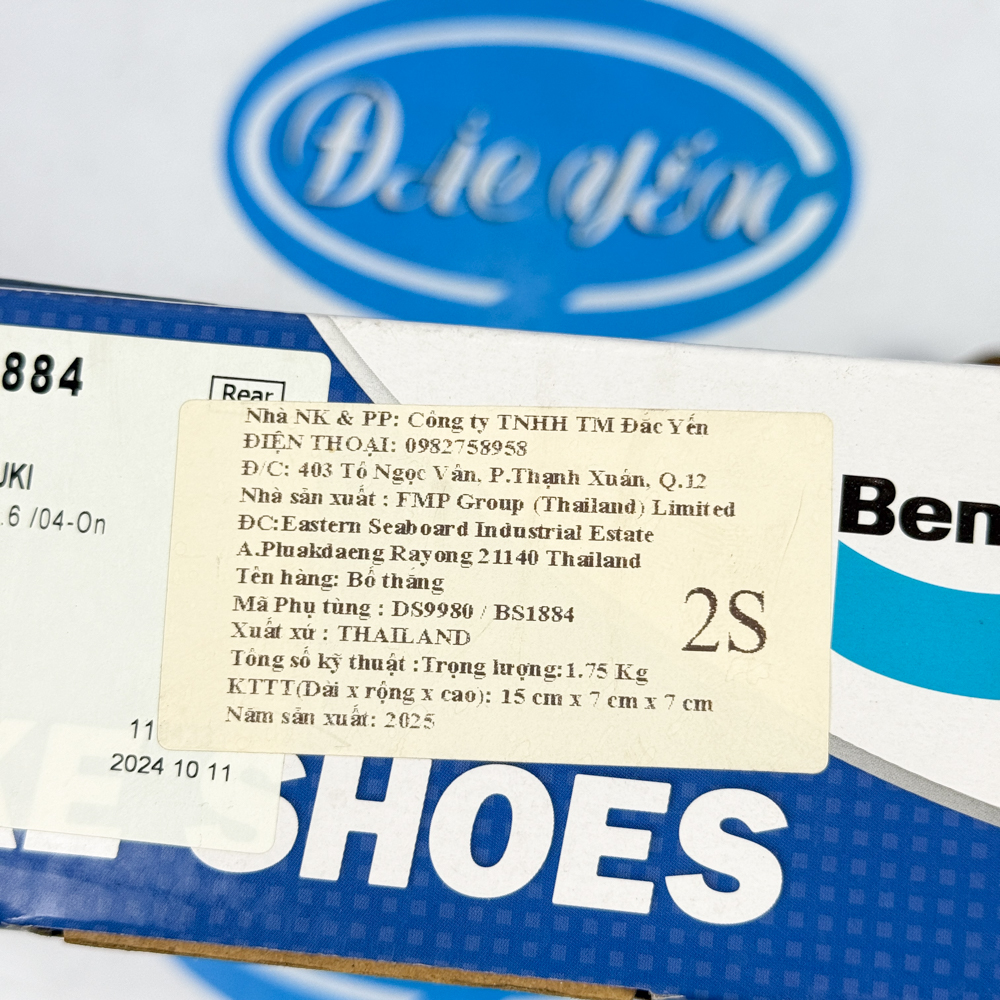 Đắc Yến
884
Rear
UKI
.6 /04-On
11
2024 10 11
Nhà NK & PP: Công ty TNHH TM Đắc Yến
ĐIỆN THOẠI: 0982758958
Đ/C: 403 Tô Ngọc Vân, P.Thạnh Xuân, Q.12
Nhà sản xuất : FMP Group (Thailand) Limited
ĐC:Eastern Seaboard Industrial Estate
A.Pluakdaeng Rayong 21140 Thailand
Tên hàng: Bố thắng
Mã Phụ tùng : DS9980 / BS1884
Xuất xứ : THAILAND
Tổng số kỹ thuật :Trọng lượng:1.75 Kg
KTTT(Dài x rộng x cao): 15 cm x 7 cm x 7 cm
Năm sản xuất: 2025
2S
Ben
KE SHOES